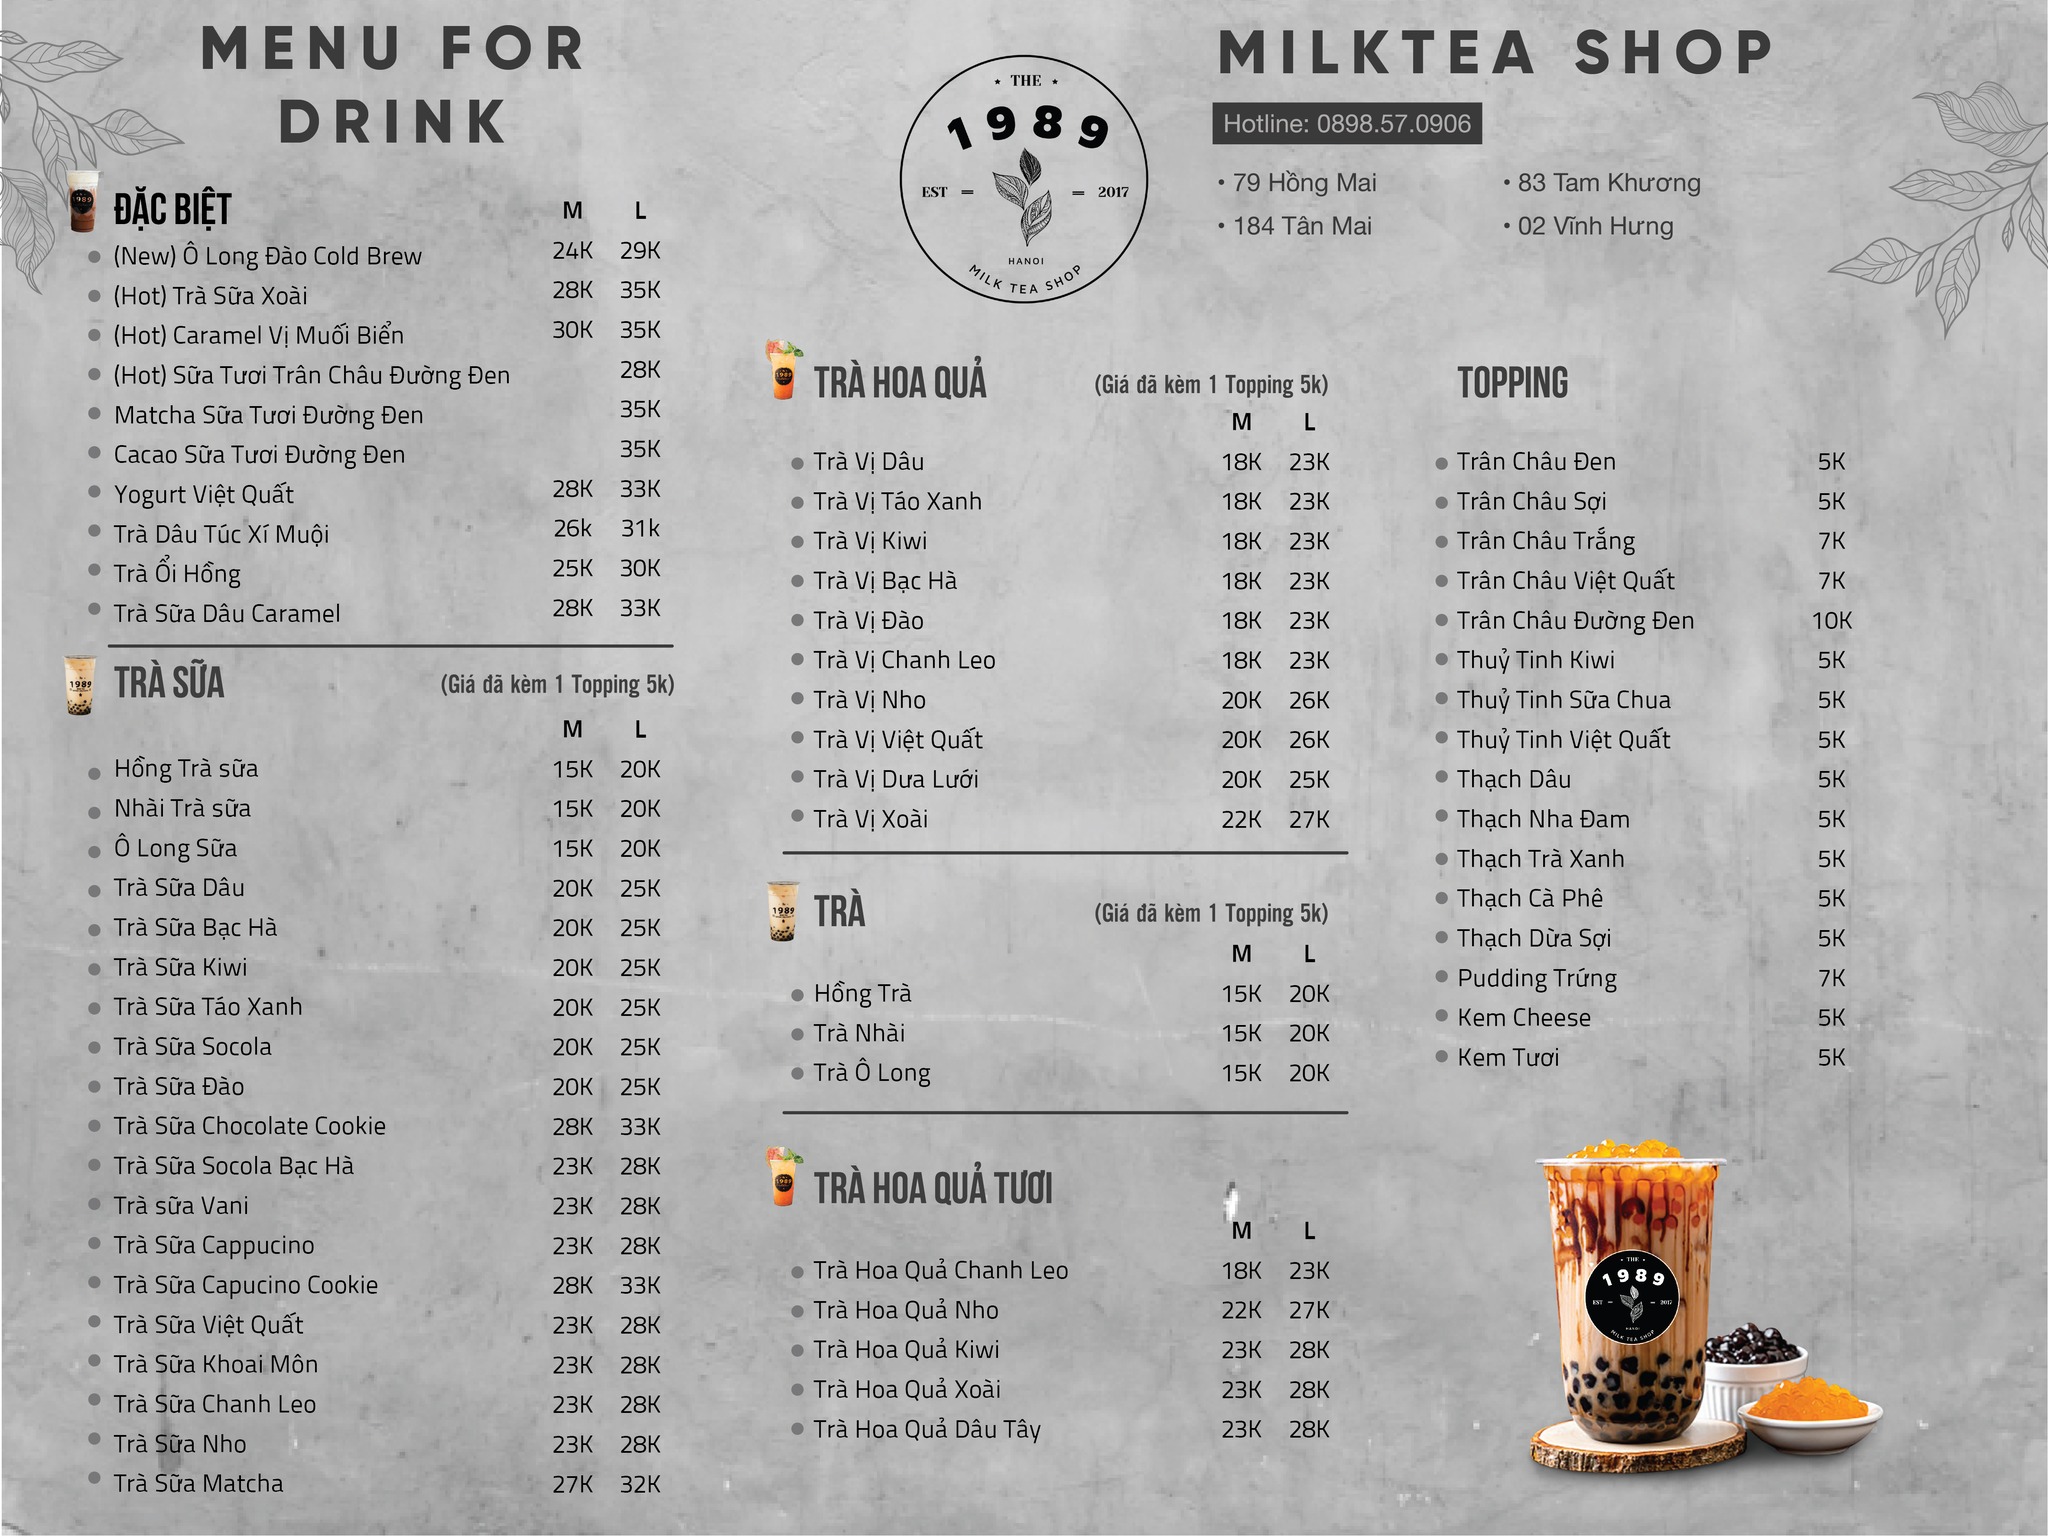 MENU FOR
DRINK
ĐẶC BIỆT M L
(New) Ô Long Đào Cold Brew 24K 29K
(Hot) Trà Sữa Xoài 28K 35K
(Hot) Caramel Vị Muối Biển 30K 35K
(Hot) Sữa Tươi Trân Châu Đường Đen 28K
Matcha Sữa Tươi Đường Đen 35K
Cacao Sữa Tươi Đường Đen 35K
Yogurt Việt Quất 28K 33K
Trà Dâu Túc Xí Muội 26k 31k
Trà Ổi Hồng 25K 30K
Trà Sữa Dâu Caramel 28K 33K
TRÀ SỮA (Giá đã kèm 1 Topping 5k)
M L
Hồng Trà sữa 15K 20K
Nhài Trà sữa 15K 20K
Ô Long Sữa 15K 20K
Trà Sữa Dâu 20K 25K
Trà Sữa Bạc Hà 20K 25K
Trà Sữa Kiwi 20K 25K
Trà Sữa Táo Xanh 20K 25K
Trà Sữa Socola 20K 25K
Trà Sữa Đào 20K 25K
Trà Sữa Chocolate Cookie 28K 33K
Trà Sữa Socola Bạc Hà 23K 28K
Trà sữa Vani 23K 28K
Trà Sữa Cappucino 23K 28K
Trà Sữa Capucino Cookie 28K 33K
Trà Sữa Việt Quất 23K 28K
Trà Sữa Khoai Môn 23K 28K
Trà Sữa Chanh Leo 23K 28K
Trà Sữa Nho 23K 28K
Trà Sữa Matcha 27K 32K
THE
1989
EST 2017
HANOI
MILK TEA SHOP
MILKTEA SHOP
Hotline: 0898.57.0906
• 79 Hồng Mai • 83 Tam Khương
• 184 Tân Mai • 02 Vĩnh Hưng
TRÀ HOA QUẢ (Giá đã kèm 1 Topping 5k)
M L
Trà Vị Dâu 18K 23K
Trà Vị Táo Xanh 18K 23K
Trà Vị Kiwi 18K 23K
Trà Vị Bạc Hà 18K 23K
Trà Vị Đào 18K 23K
Trà Vị Chanh Leo 18K 23K
Trà Vị Nho 20K 26K
Trà Vị Việt Quất 20K 26K
Trà Vị Dưa Lưới 20K 25K
Trà Vị Xoài 22K 27K
TRÀ (Giá đã kèm 1 Topping 5k)
M L
Hồng Trà 15K 20K
Trà Nhài 15K 20K
Trà Ô Long 15K 20K
TRÀ HOA QUẢ TƯƠI
M L
Trà Hoa Quả Chanh Leo 18K 23K
Trà Hoa Quả Nho 22K 27K
Trà Hoa Quả Kiwi 23K 28K
Trà Hoa Quả Xoài 23K 28K
Trà Hoa Quả Dâu Tây 23K 28K
TOPPING
Trân Châu Đen 5K
Trân Châu Sợi 5K
Trân Châu Trắng 7K
Trân Châu Việt Quất 7K
Trân Châu Đường Đen 10K
Thuỷ Tinh Kiwi 5K
Thuỷ Tinh Sữa Chua 5K
Thuỷ Tinh Việt Quất 5K
Thạch Dâu 5K
Thạch Nha Đam 5K
Thạch Trà Xanh 5K
Thạch Cà Phê 5K
Thạch Dừa Sợi 5K
Pudding Trứng 7K
Kem Cheese 5K
Kem Tươi 5K
THE
1989
EST 2017
HANOI
MILK TEA SHOP